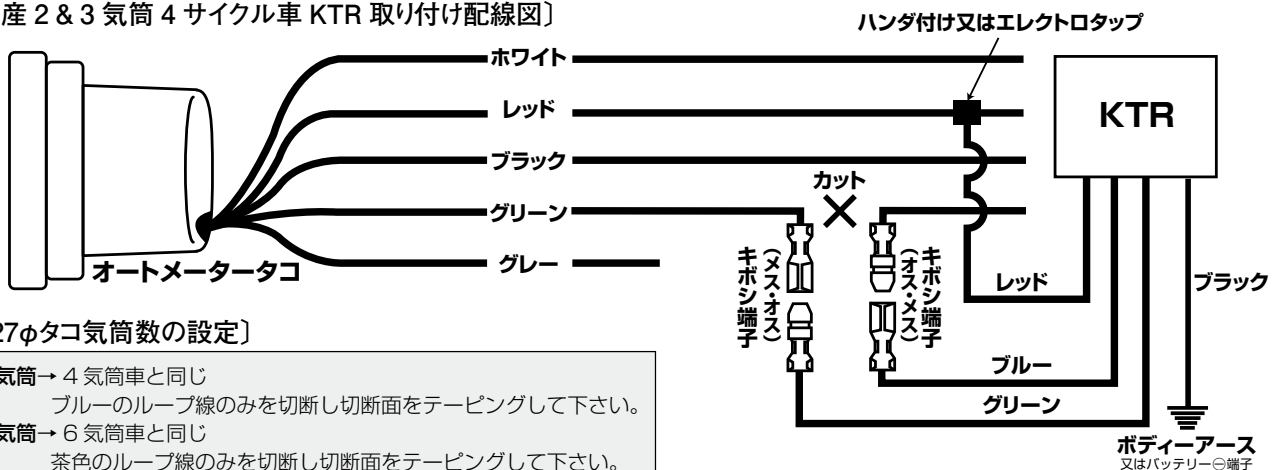 産 2 & 3 気筒 4 サイクル車 KTR 取り付け配線図〕
ハンダ付け又はエレクトロタップ
ホワイト
レッド
ブラック
グリーン
グレー
オートメータータコ
カット
KTR
キボシ端子
(メス・オス)
キボシ端子
(オス・メス)
レッド
ブラック
ブルー
グリーン
ボディーアース
又はバッテリー⊖端子
27φタコ気筒数の設定〕
気筒→ 4 気筒車と同じ
ブルーのループ線のみを切断し切断面をテーピングして下さい。
気筒→ 6 気筒車と同じ
茶色のループ線のみを切断し切断面をテーピングして下さい。